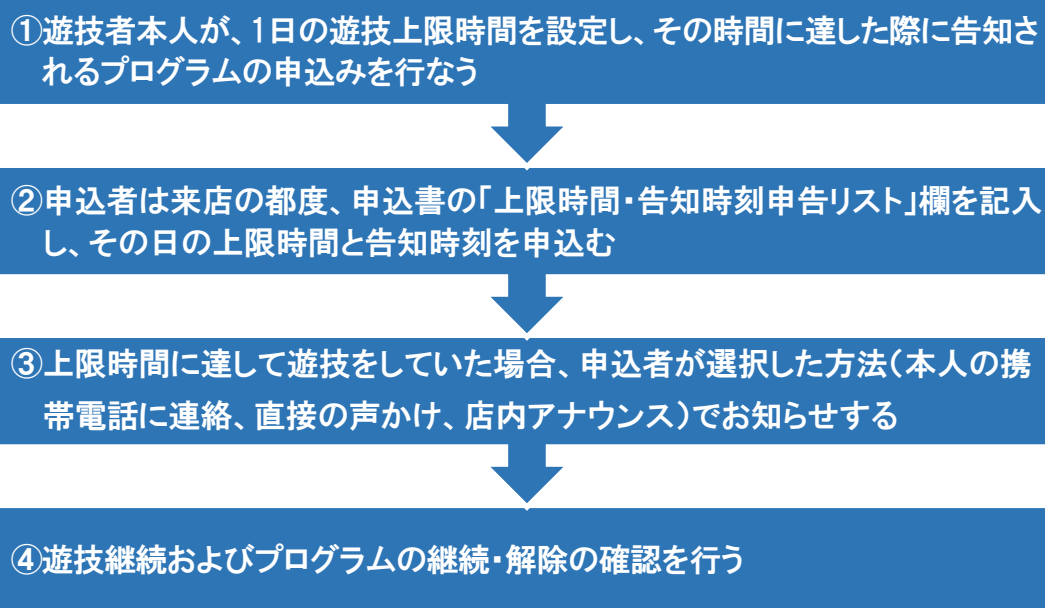 ①遊技者本人が、1日の遊技上限時間を設定し、その時間に達した際に告知さ
れるプログラムの申込みを行なう
②申込者は来店の都度、申込書の｢上限時間・告知時刻申告リスト｣欄を記入
し、その日の上限時間と告知時刻を申込む
③上限時間に達して遊技をしていた場合、申込者が選択した方法（本人の携
帯電話に連絡、直接の声かけ、店内アナウンス）でお知らせする
④遊技継続およびプログラムの継続・解除の確認を行う